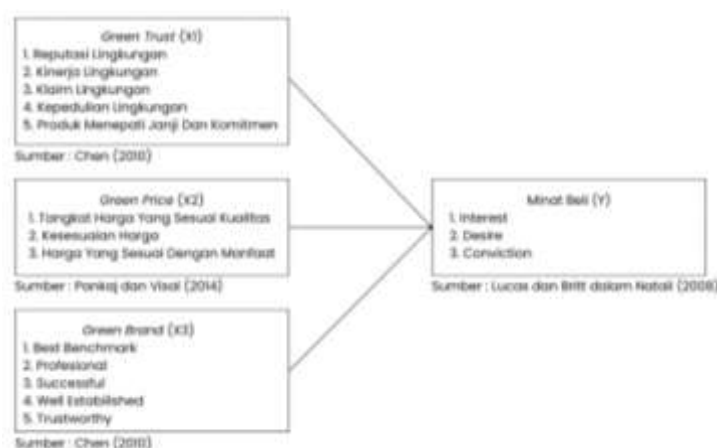 Green Trust (X1)
1. Reputasi Lingkungan
2. Kinerja Lingkungan
3. Klaim Lingkungan
4. Kepedulian Lingkungan
5. Produk Menepati Janji Dan Komitmen
Sumber : Chen (2010)
Green Price (X2)
1. Tangkat Harga Yang Sesuai Kualitas
2. Kesesuaian Harga
3. Harga Yang Sesuai Dengan Manfaat
Sumber : Pankaj dan Visal (2014)
Green Brand (X3)
1. Best Benchmark
2. Profesional
3. Successful
4. Well Estabilished
5. Trustworthy
Sumber : Chen (2010)
Minat Beli (Y)
1. Interest
2. Desire
3. Conviction
Sumber : Lucas dan Britt dalam Natali (2008)